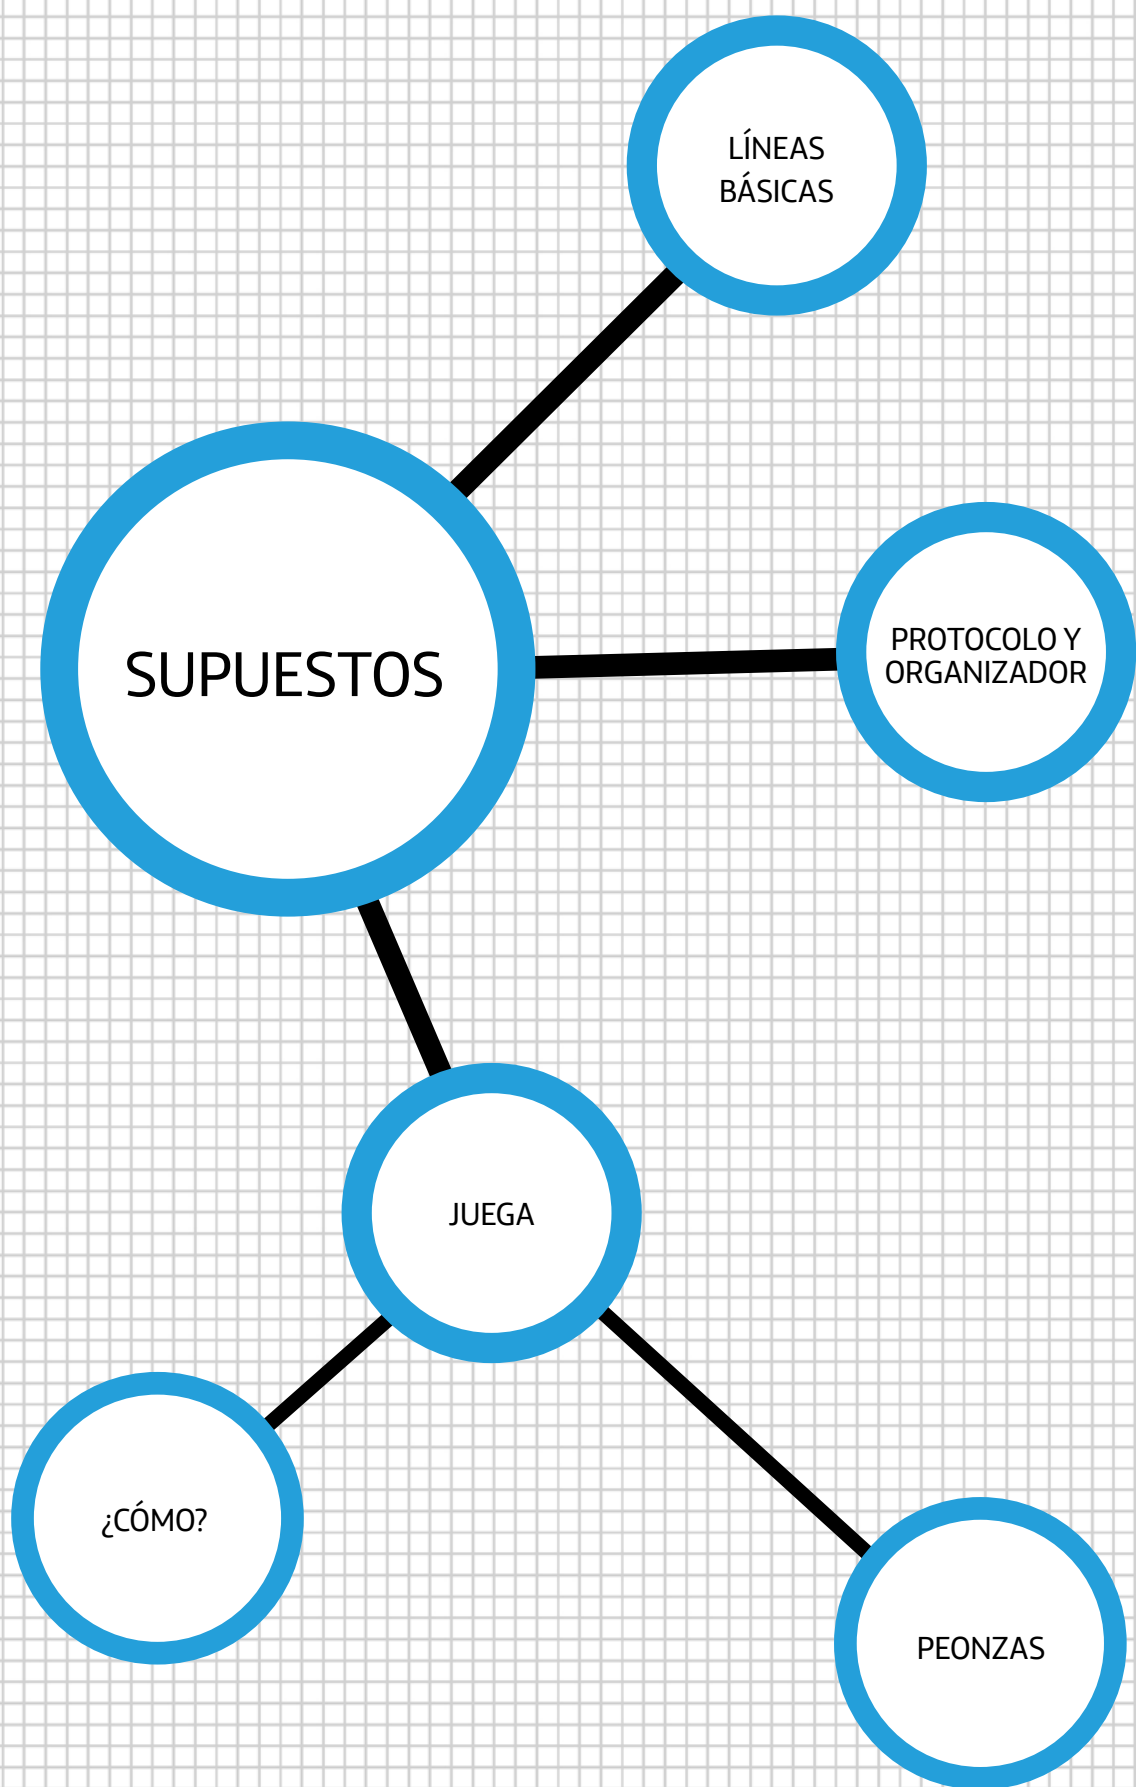 LÍNEAS
BÁSICAS
SUPUESTOS
PROTOCOLO Y
ORGANIZADOR
JUEGA
¿CÓMO?
PEONZAS